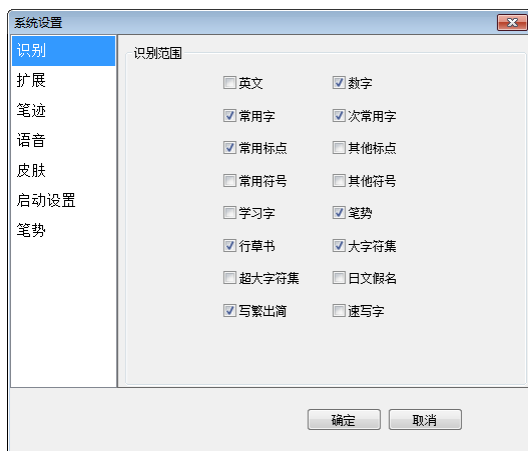 系统设置
识别
扩展
笔迹
语音
皮肤
启动设置
笔势
识别范围
英文 数字
常用字 次常用字
常用标点 其他标点
常用符号 其他符号
学习字 笔势
行草书 大字符集
超大字符集 日文假名
写繁出简 速写字
确定 取消